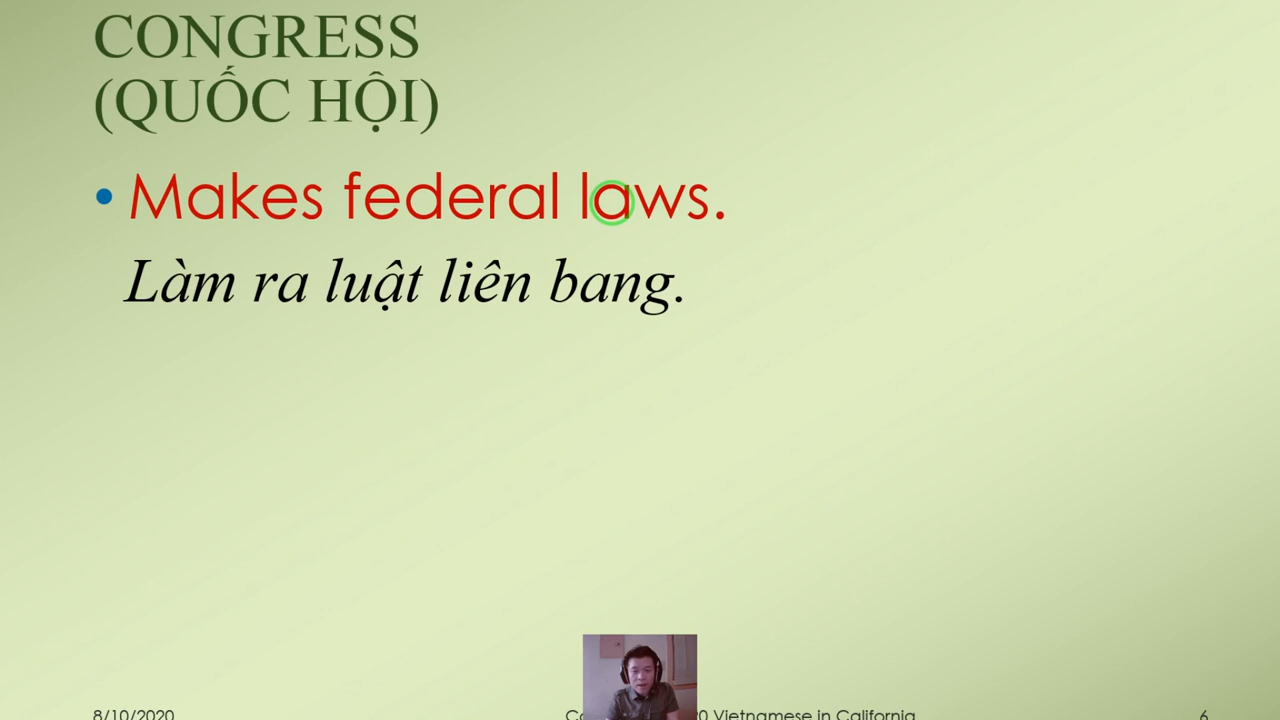 CONGRESS
(QUỐC HỘI)
• Makes federal laws.
Làm ra luật liên bang.
8/10/2020 Vietnamese in California 6